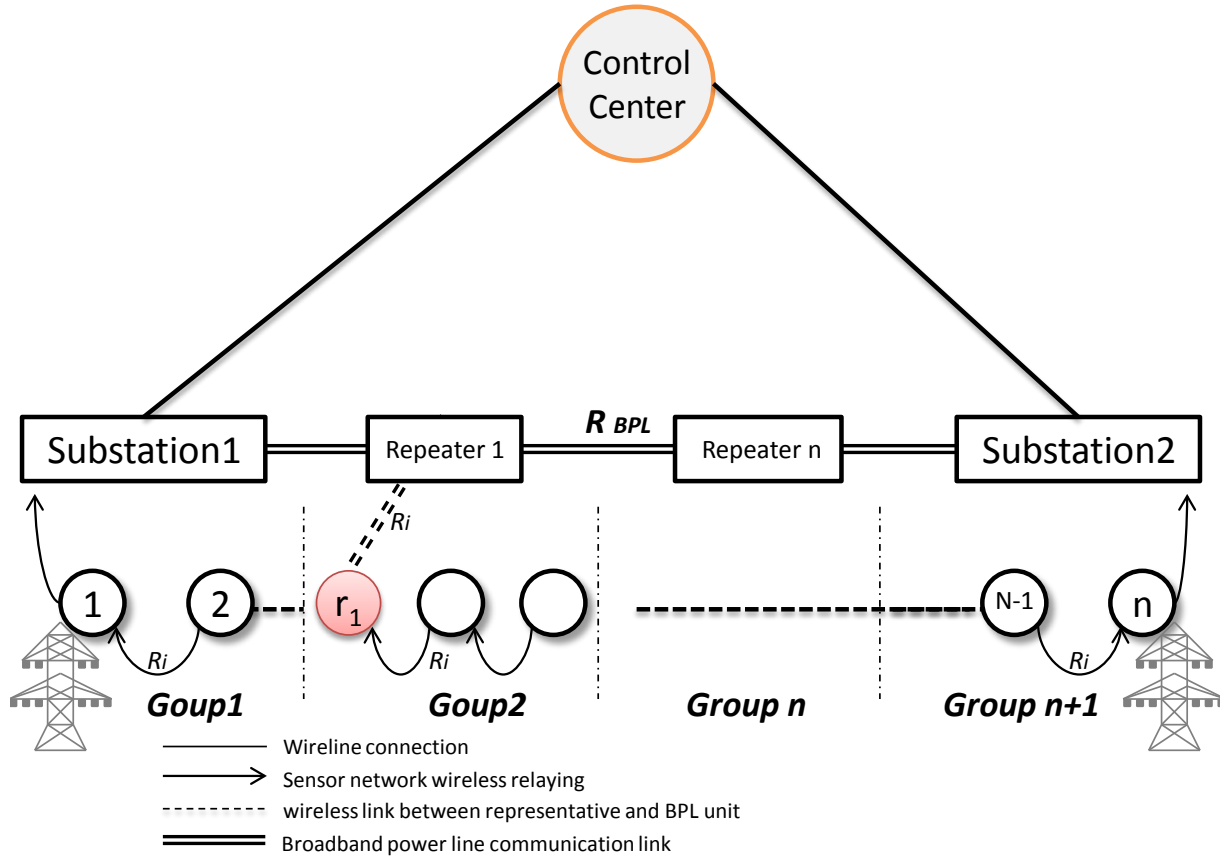 Control
Center
R BPL
Substation1
Repeater 1
Repeater n
Substation2
Ri
1
2
r1
N-1
n
Ri
Ri
Ri
Goup1
Goup2
Group n
Group n+1
Wireline connection
Sensor network wireless relaying
wireless link between representative and BPL unit
Broadband power line communication link